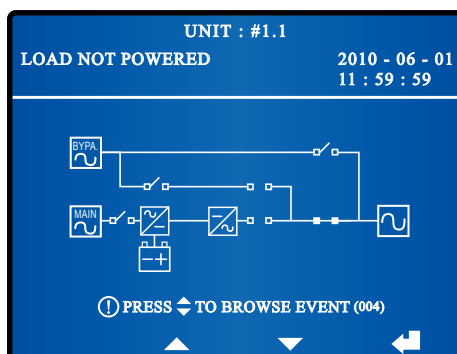 UNIT : #1.1
LOAD NOT POWERED
2010 - 06 - 01
11 : 59 : 59
BYPA.
MAIN
PRESS TO BROWSE EVENT (004)